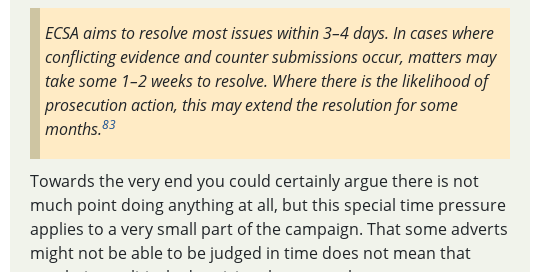 ECSA aims to resolve most issues within 3–4 days. In cases where
conflicting evidence and counter submissions occur, matters may
take some 1–2 weeks to resolve. Where there is the likelihood of
prosecution action, this may extend the resolution for some
months.83
Towards the very end you could certainly argue there is not
much point doing anything at all, but this special time pressure
applies to a very small part of the campaign. That some adverts
might not be able to be judged in time does not mean that